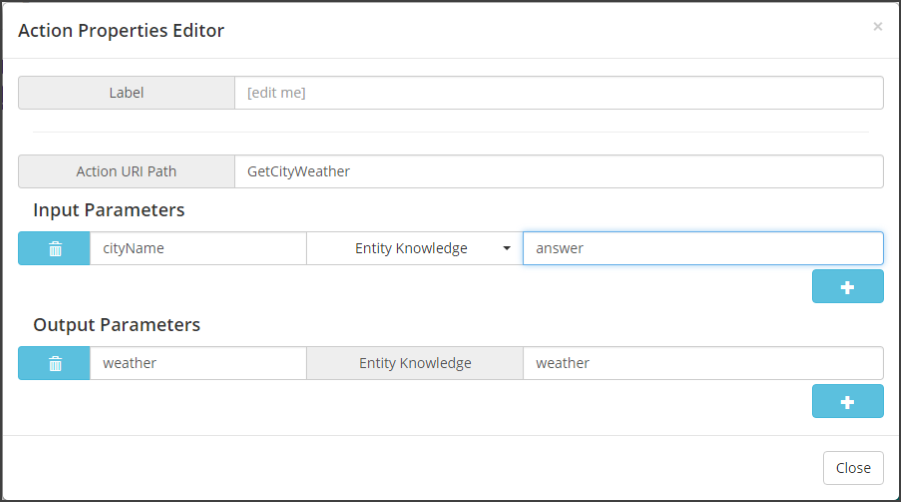 Action Properties Editor ×
Label [edit me]
Action URI Path GetCityWeather
Input Parameters
cityName Entity Knowledge answer
+
Output Parameters
weather Entity Knowledge weather
+
Close